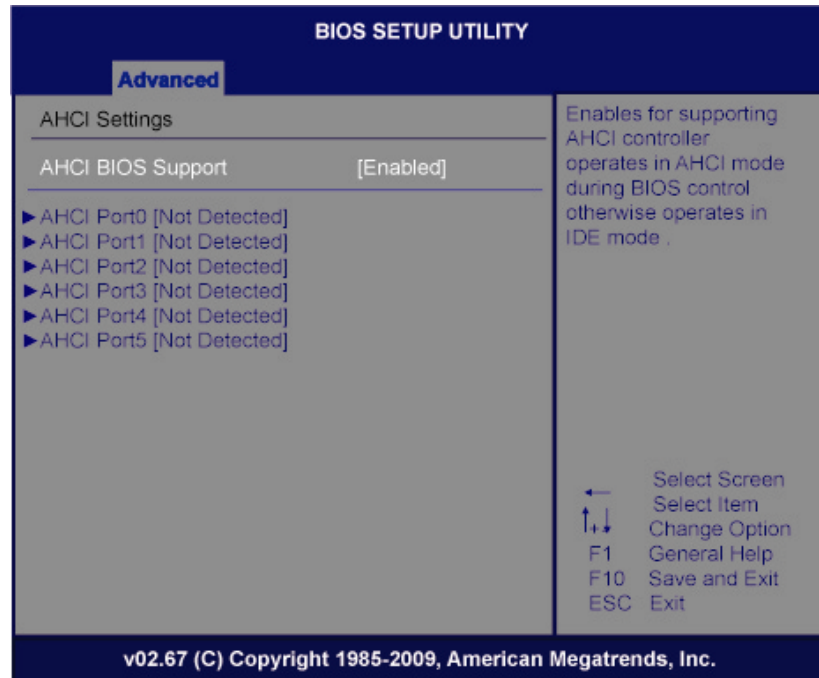 BIOS SETUP UTILITY
Advanced
AHCI Settings
AHCI BIOS Support [Enabled]
►AHCI Port0 [Not Detected]
►AHCI Port1 [Not Detected]
►AHCI Port2 [Not Detected]
►AHCI Port3 [Not Detected]
►AHCI Port4 [Not Detected]
►AHCI Port5 [Not Detected]
Enables for supporting
AHCI controller
operates in AHCI mode
during BIOS control
otherwise operates in
IDE mode .
← Select Screen
Select Item
↑+↓ Change Option
F1 General Help
F10 Save and Exit
ESC Exit
v02.67 (C) Copyright 1985-2009, American Megatrends, Inc.